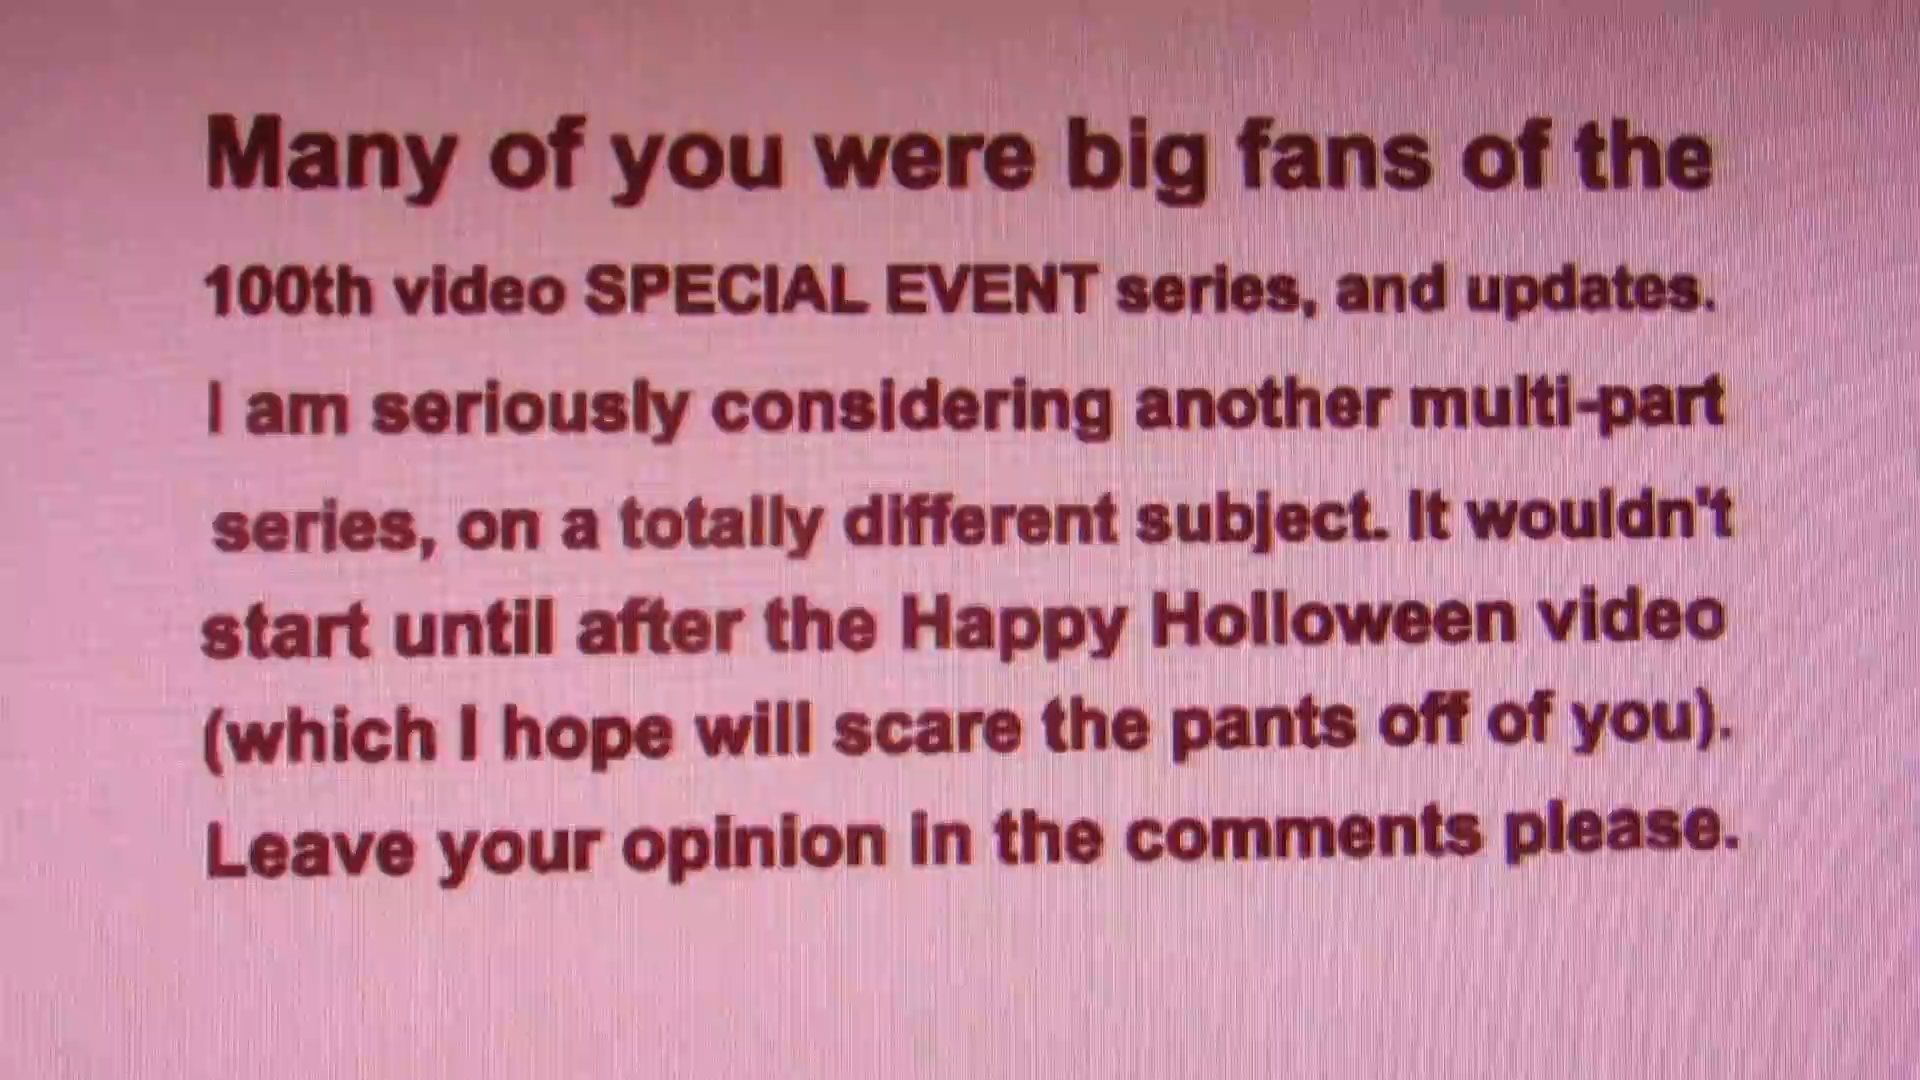 Many of you were big fans of the
100th video SPECIAL EVENT series, and updates.
I am seriously considering another multi-part
series, on a totally different subject. It wouldn't
start until after the Happy Holloween video
(which I hope will scare the pants off of you).
Leave your opinion in the comments please.